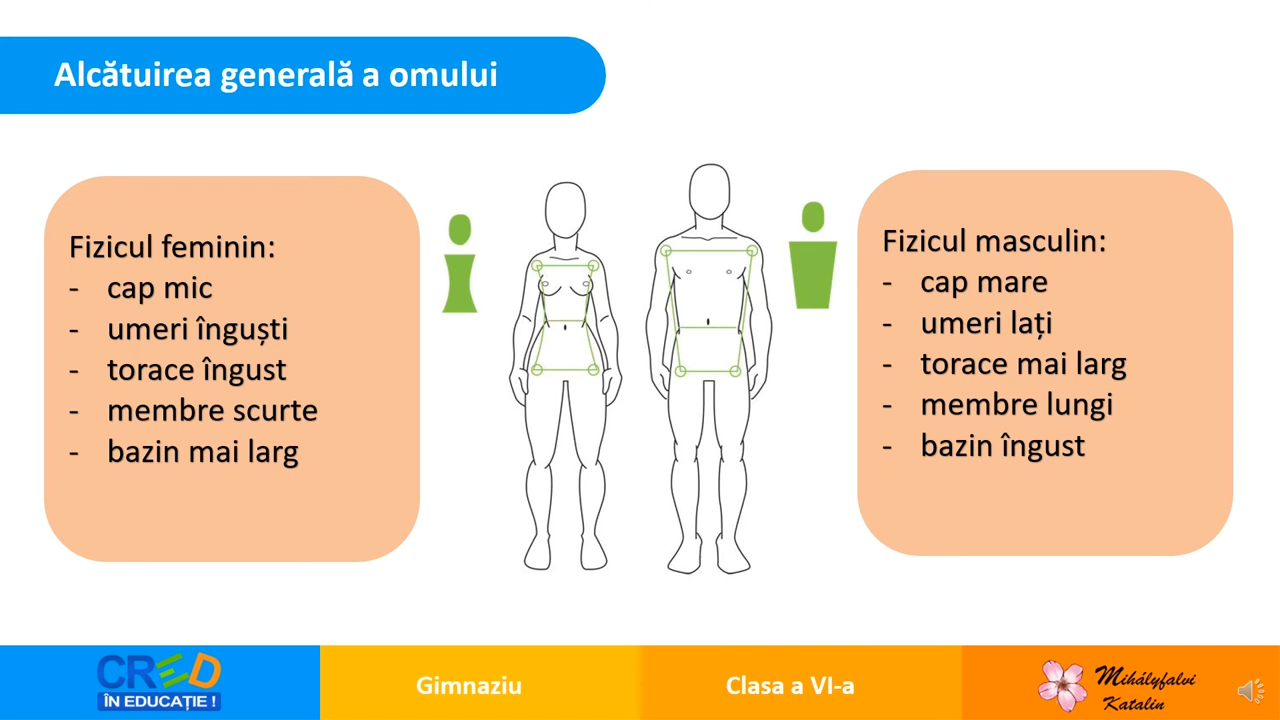 Alcătuirea generală a omului
Fizicul feminin:
- cap mic
- umeri înguști
- torace îngust
- membre scurte
- bazin mai larg
Fizicul masculin:
- cap mare
- umeri lați
- torace mai larg
- membre lungi
- bazin îngust
CRED
ÎN EDUCAȚIE !
Gimnaziu
Clasa a VI-a
Mihályfalvi
Katalin